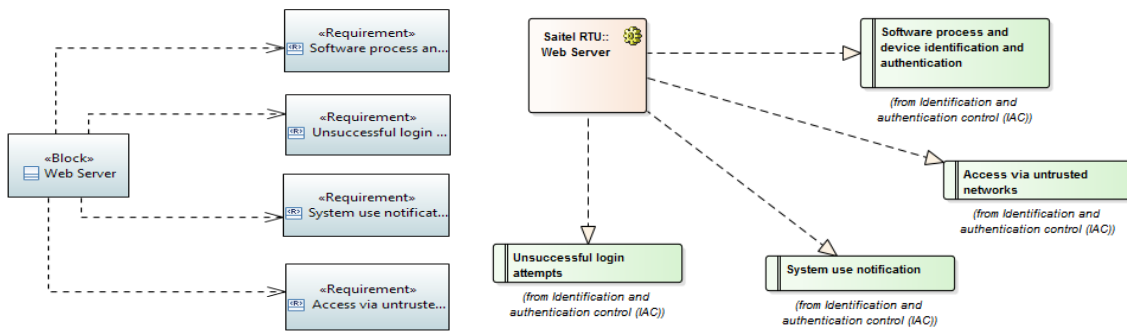 «Requirement»
Software process an...
«Requirement»
Unsuccessful login ...
«Block»
Web Server
«Requirement»
System use notificat...
«Requirement»
Access via untruste...
Saitel RTU::
Web Server
Software process and
device identification and
authentication
(from Identification and
authentication control (IAC))
Access via untrusted
networks
(from Identification and
authentication control (IAC))
Unsuccessful login
attempts
(from Identification and
authentication control (IAC))
System use notification
(from Identification and
authentication control (IAC))